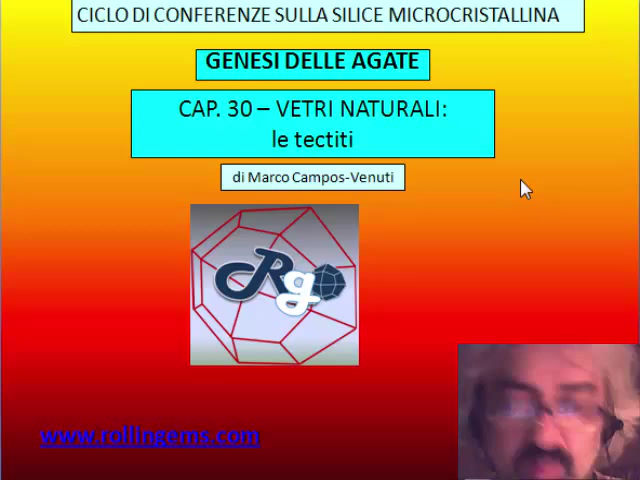 CICLO DI CONFERENZE SULLA SILICE MICROCRISTALLINA
GENESI DELLE AGATE
CAP. 30 – VETRI NATURALI:
le tectiti
di Marco Campos-Venuti
Rg
www.rollingems.com